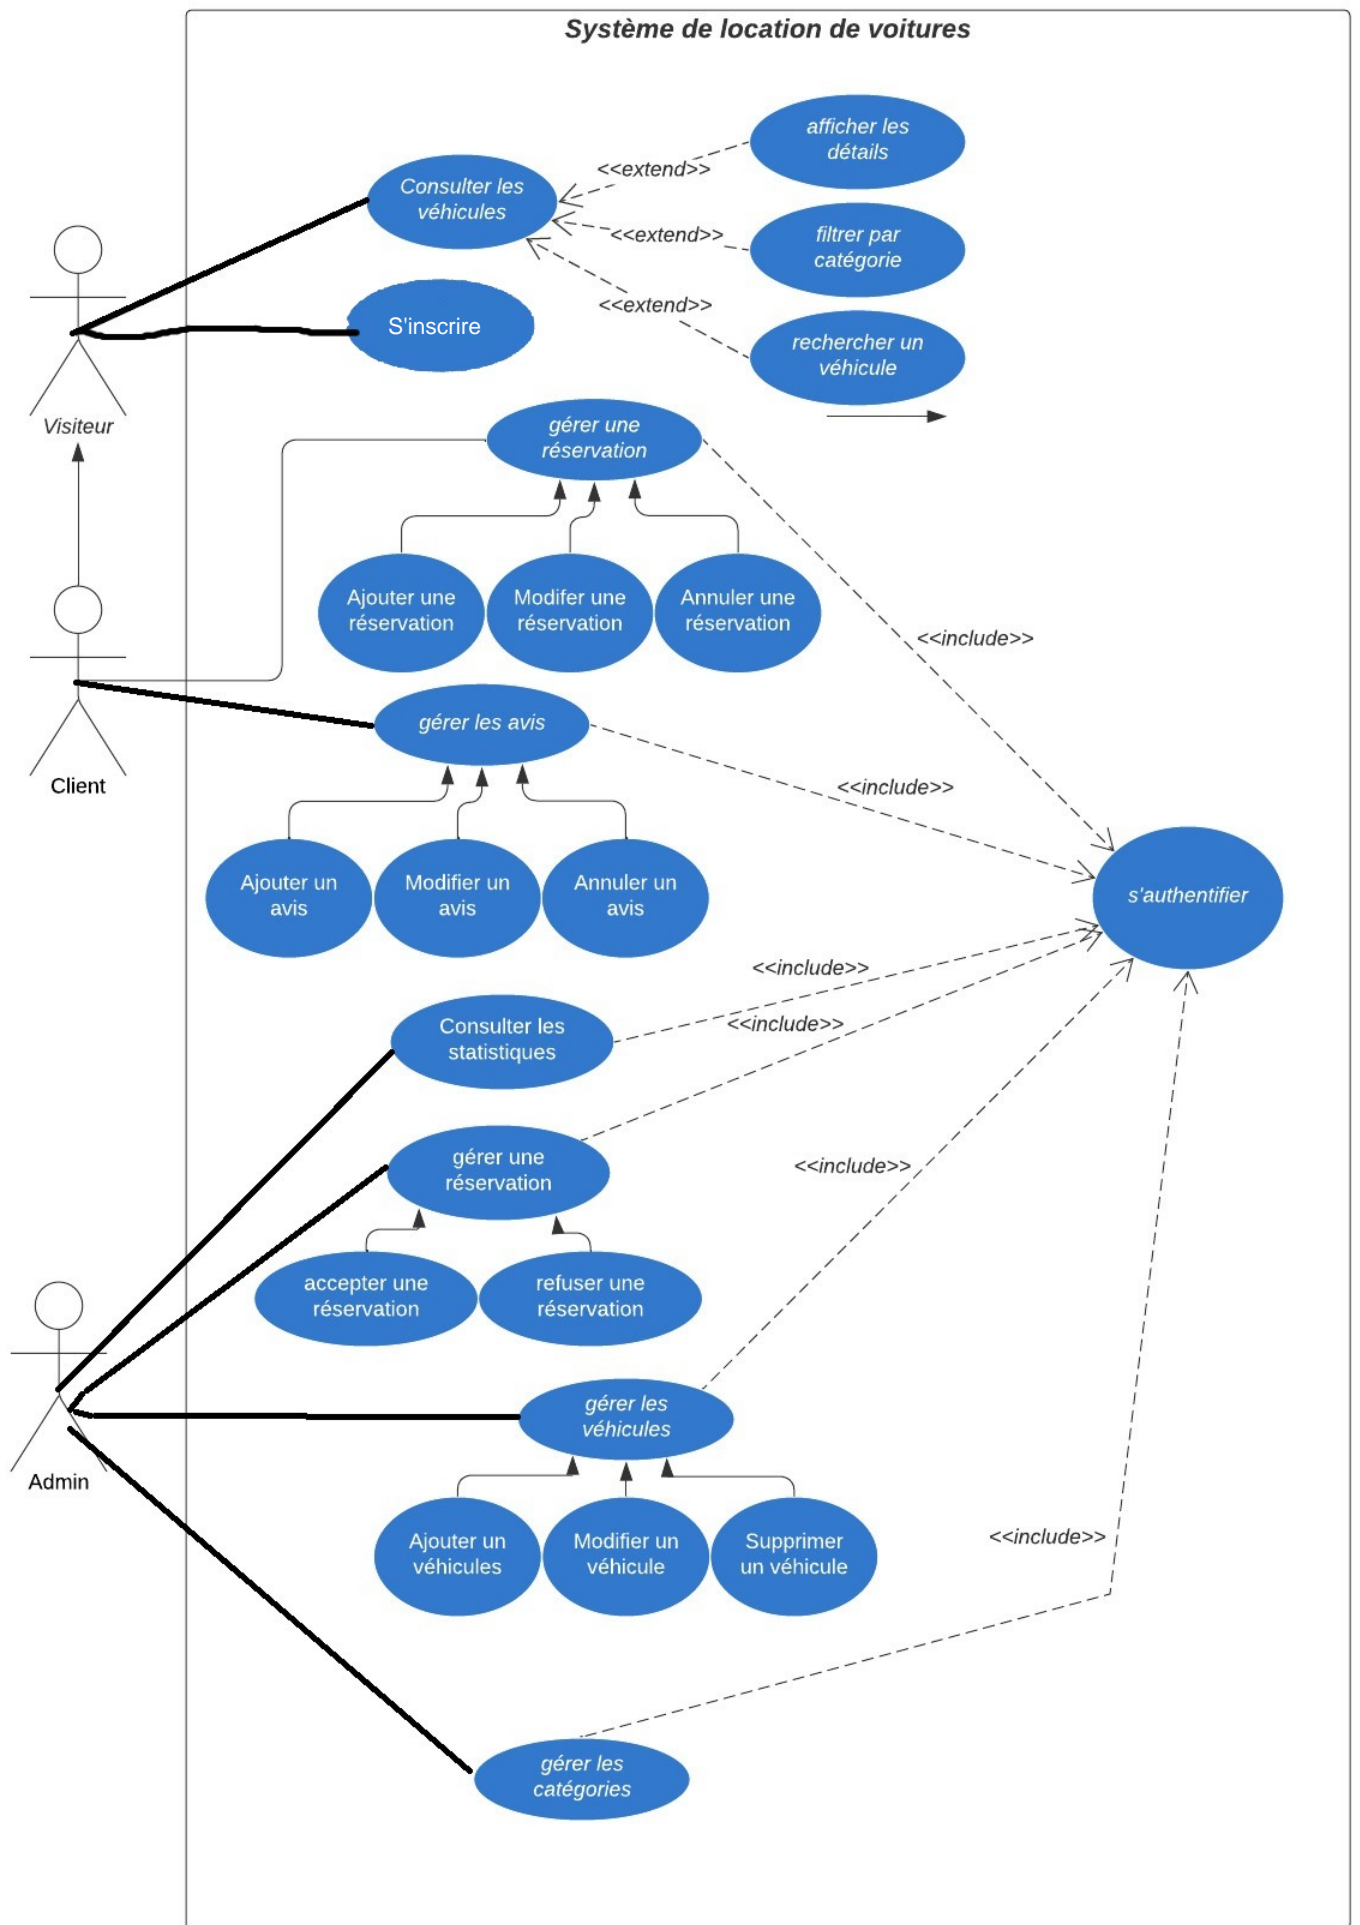 Système de location de voitures
afficher les
détails
<<extend>>
Consulter les
véhicules
<<extend>>
filtrer par
catégorie
<<extend>>
S'inscrire
rechercher un
véhicule
Visiteur
gérer une
réservation
Ajouter une
réservation
Modifer une
réservation
Annuler une
réservation
<<include>>
gérer les avis
Client
<<include>>
Ajouter un
avis
Modifier un
avis
Annuler un
avis
s'authentifier
<<include>>
Consulter les
statistiques
<<include>>
gérer une
réservation
<<include>>
accepter une
réservation
refuser une
réservation
gérer les
véhicules
Admin
Ajouter un
véhicules
Modifier un
véhicule
Supprimer
un véhicule
<<include>>
gérer les
catégories